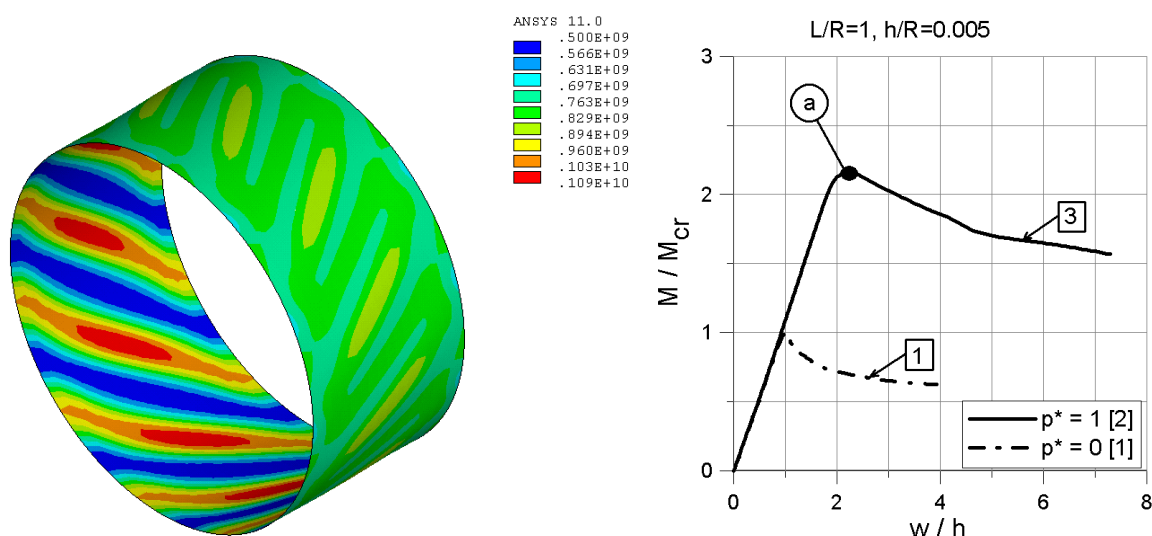 ANSYS 11.0
.500E+09
.566E+09
.631E+09
.697E+09
.763E+09
.829E+09
.894E+09
.960E+09
.103E+10
.109E+10
L/R=1, h/R=0.005
3
2
1
0
M / Mcr
a
3
1
p* = 1 [2]
p* = 0 [1]
0 2 4 6 8
w / h